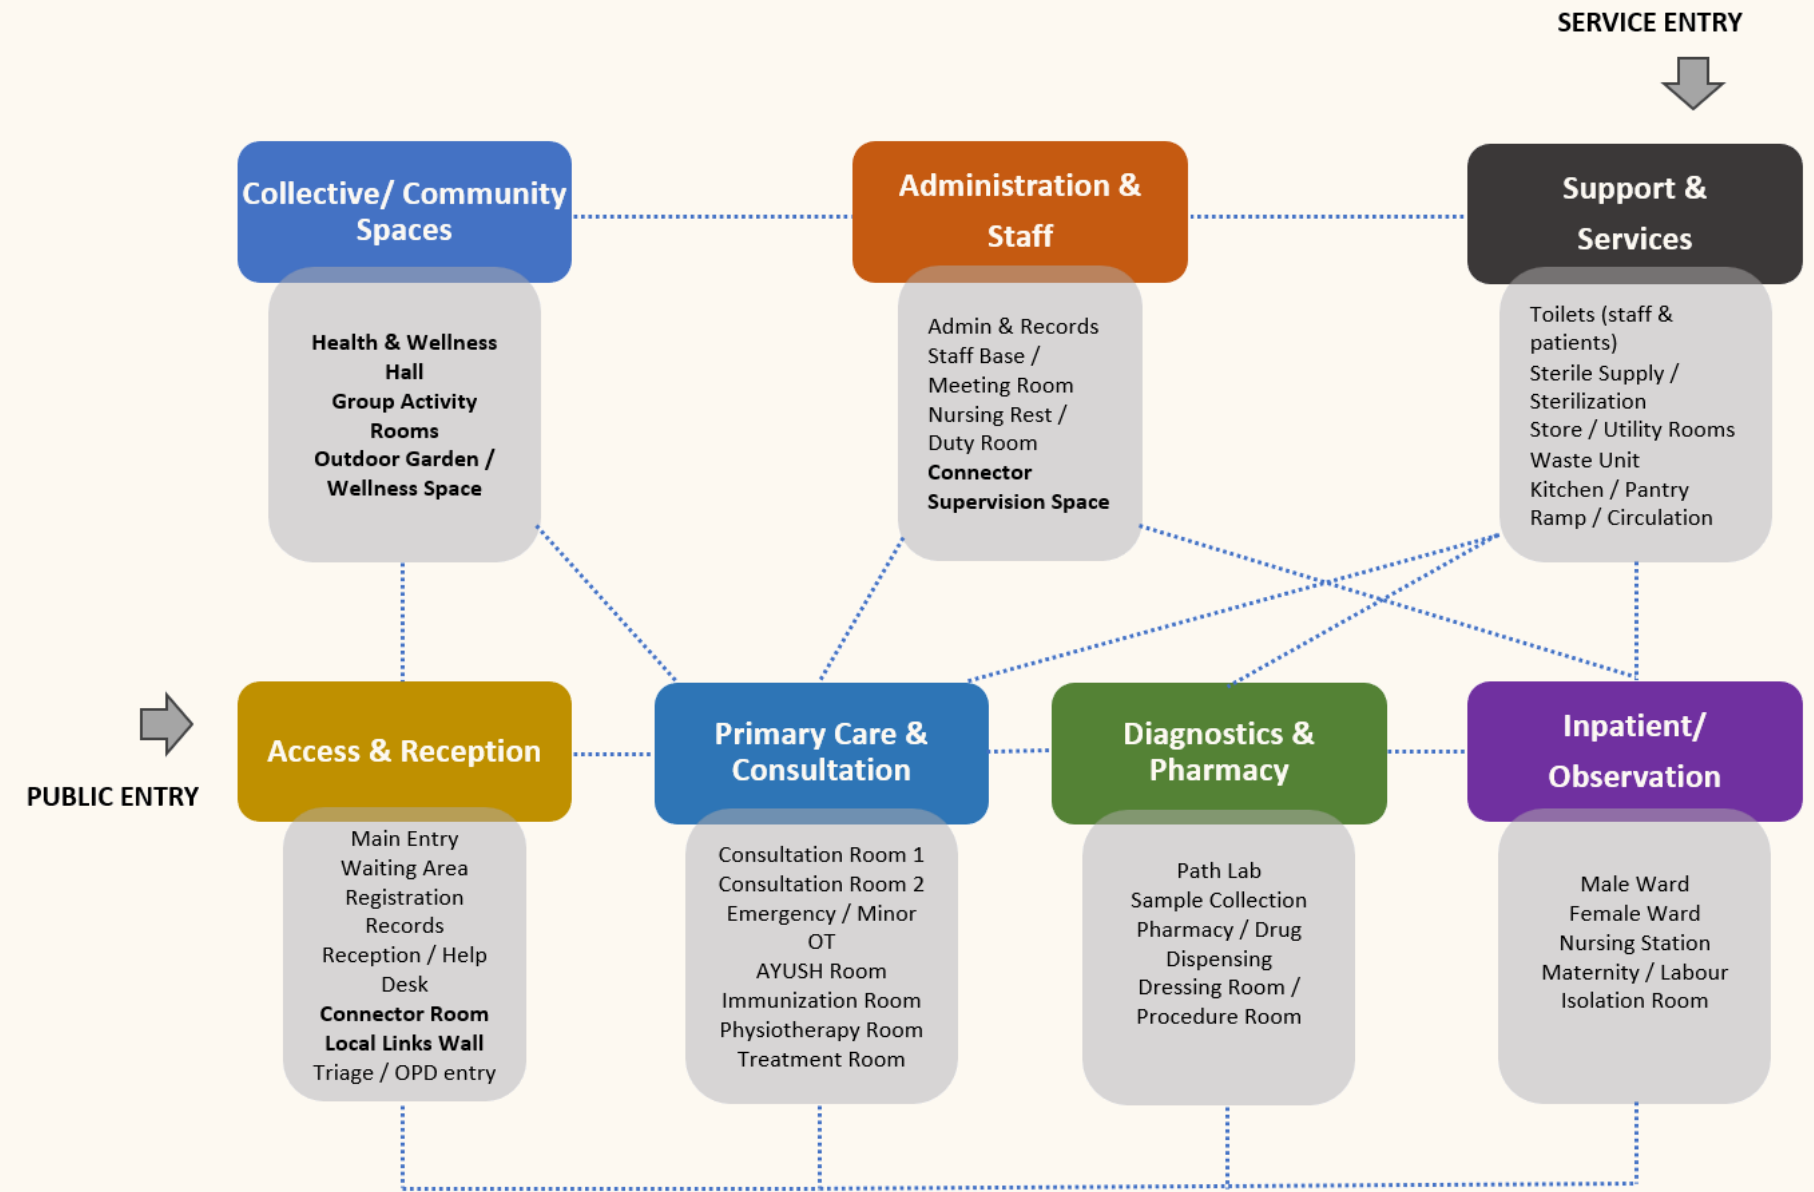 SERVICE ENTRY
Collective/ Community
Spaces
Health & Wellness
Hall
Group Activity
Rooms
Outdoor Garden /
Wellness Space
Administration &
Staff
Admin & Records
Staff Base /
Meeting Room
Nursing Rest /
Duty Room
Connector
Supervision Space
Support &
Services
Toilets (staff &
patients)
Sterile Supply /
Sterilization
Store / Utility Rooms
Waste Unit
Kitchen / Pantry
Ramp / Circulation
PUBLIC ENTRY
Access & Reception
Main Entry
Waiting Area
Registration
Records
Reception / Help
Desk
Connector Room
Local Links Wall
Triage / OPD entry
Primary Care &
Consultation
Consultation Room 1
Consultation Room 2
Emergency / Minor
OT
AYUSH Room
Immunization Room
Physiotherapy Room
Treatment Room
Diagnostics &
Pharmacy
Path Lab
Sample Collection
Pharmacy / Drug
Dispensing
Dressing Room /
Procedure Room
Inpatient/
Observation
Male Ward
Female Ward
Nursing Station
Maternity / Labour
Isolation Room